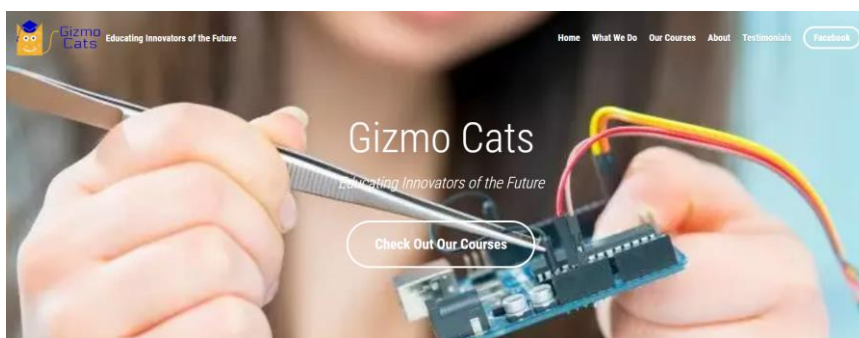 Gizmo
Cats
Educating Innovators of the Future
Home What We Do Our Courses About Testimonials Facebook
Gizmo Cats
Educating Innovators of the Future
Check Out Our Courses